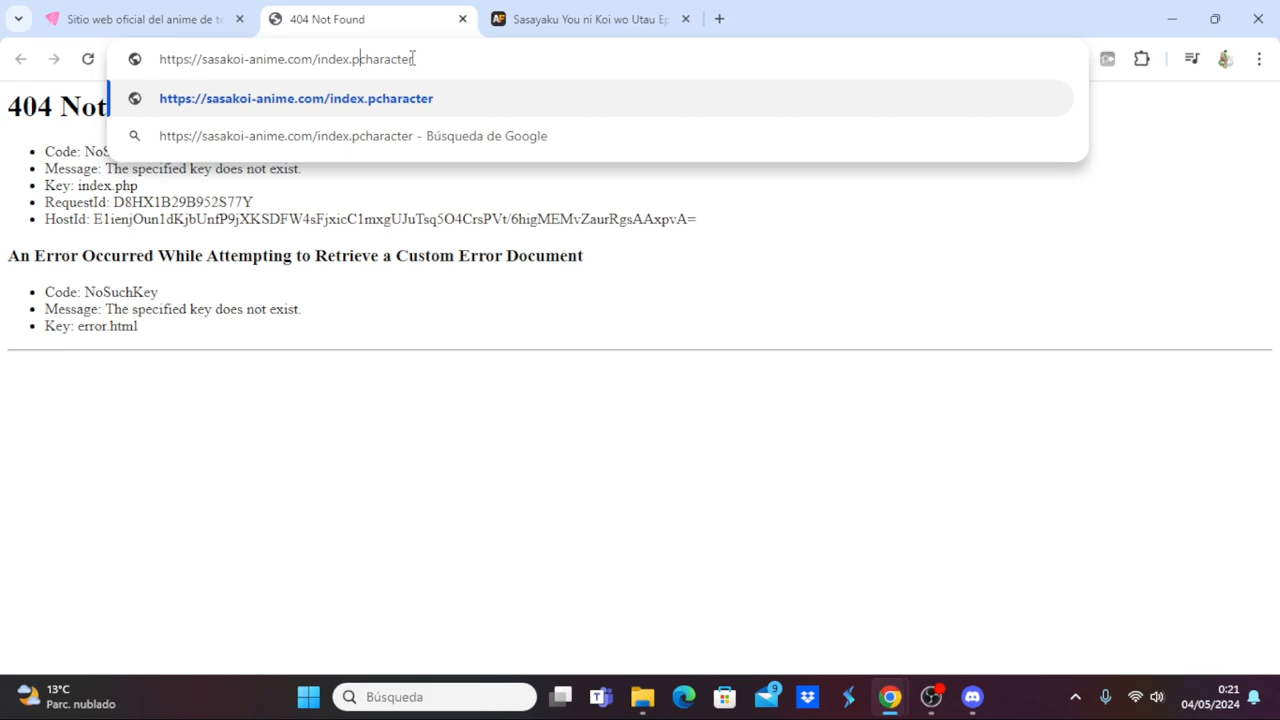 Sitio web oficial del anime de to
404 Not Found
Sasayaku You ni Koi wo Utau Ep
https://sasakoi-anime.com/index.pcharacter
https://sasakoi-anime.com/index.pcharacter
https://sasakoi-anime.com/index.pcharacter - Búsqueda de Google
404 Not
Code: NoS
Message: The specified key does not exist.
Key: index.php
RequestId: D8HX1B29B952S77Y
HostId: E1ienjOun1dKjbUnfP9jXKSDFW4sFjxicC1mxgUJuTsq5O4CrsPVt/6higMEMvZaurRgsAAxpvA=
An Error Occurred While Attempting to Retrieve a Custom Error Document
Code: NoSuchKey
Message: The specified key does not exist.
Key: error.html
13°C
Parc. nublado
Búsqueda
9
0:21
04/05/2024